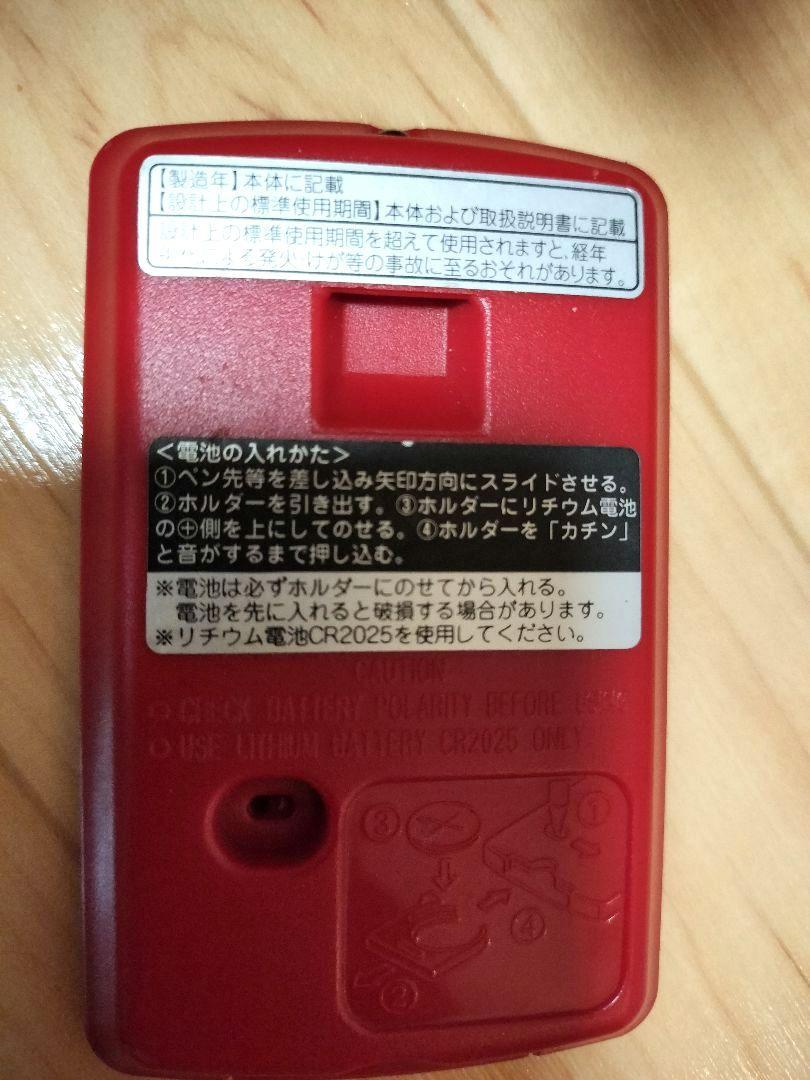 【製造年】本体に記載
【設計上の標準使用期間】本体および取扱説明書に記載
設計上の標準使用期間を超えて使用されますと、経年
による発火・けが等の事故に至るおそれがあります。
<電池の入れかた>
①ペン先等を差し込み矢印方向にスライドさせる。
②ホルダーを引き出す。③ホルダーにリチウム電池
の⊕側を上にしてのせる。④ホルダーを「カチン」
と音がするまで押し込む。
※電池は必ずホルダーにのせてから入れる。
電池を先に入れると破損する場合があります。
※リチウム電池CR2025を使用してください。
CAUTION
○ CHECK BATTERY POLARITY BEFORE
○ USE LITHIUM BATTERY CR2025 ONLY
③ ①
④
②